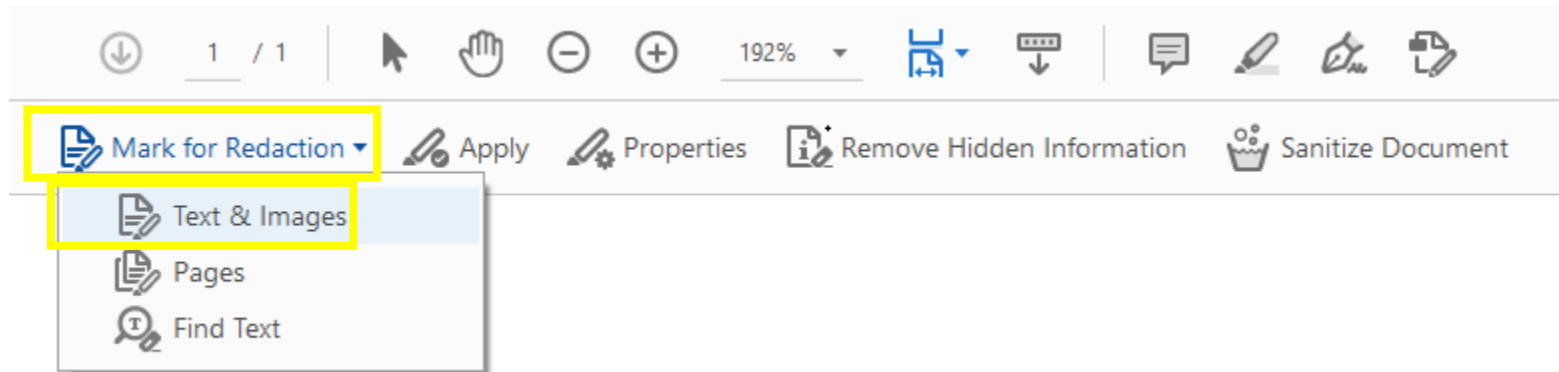 1 / 1 192%
Mark for Redaction Apply Properties Remove Hidden Information Sanitize Document
Text & Images
Pages
Find Text